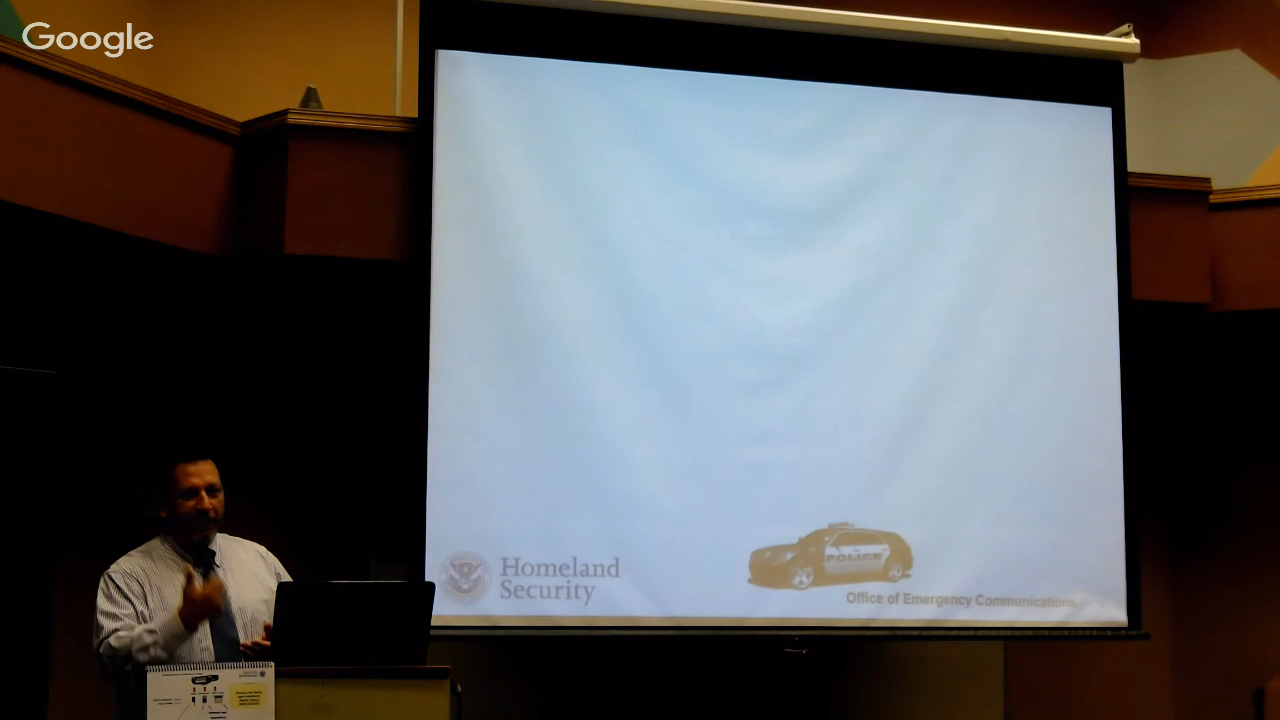 Google
POLICE
Homeland
Security
Office of Emergency Communications